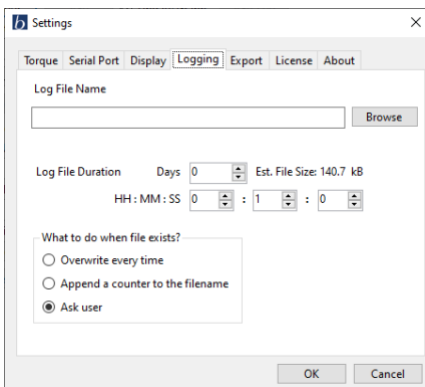 b Settings
Torque Serial Port Display Logging Export License About
Log File Name
Browse
Log File Duration Days 0 Est. File Size: 140.7 kB
HH : MM : SS 0 : 1 : 0
What to do when file exists?
Overwrite every time
Append a counter to the filename
Ask user
OK Cancel